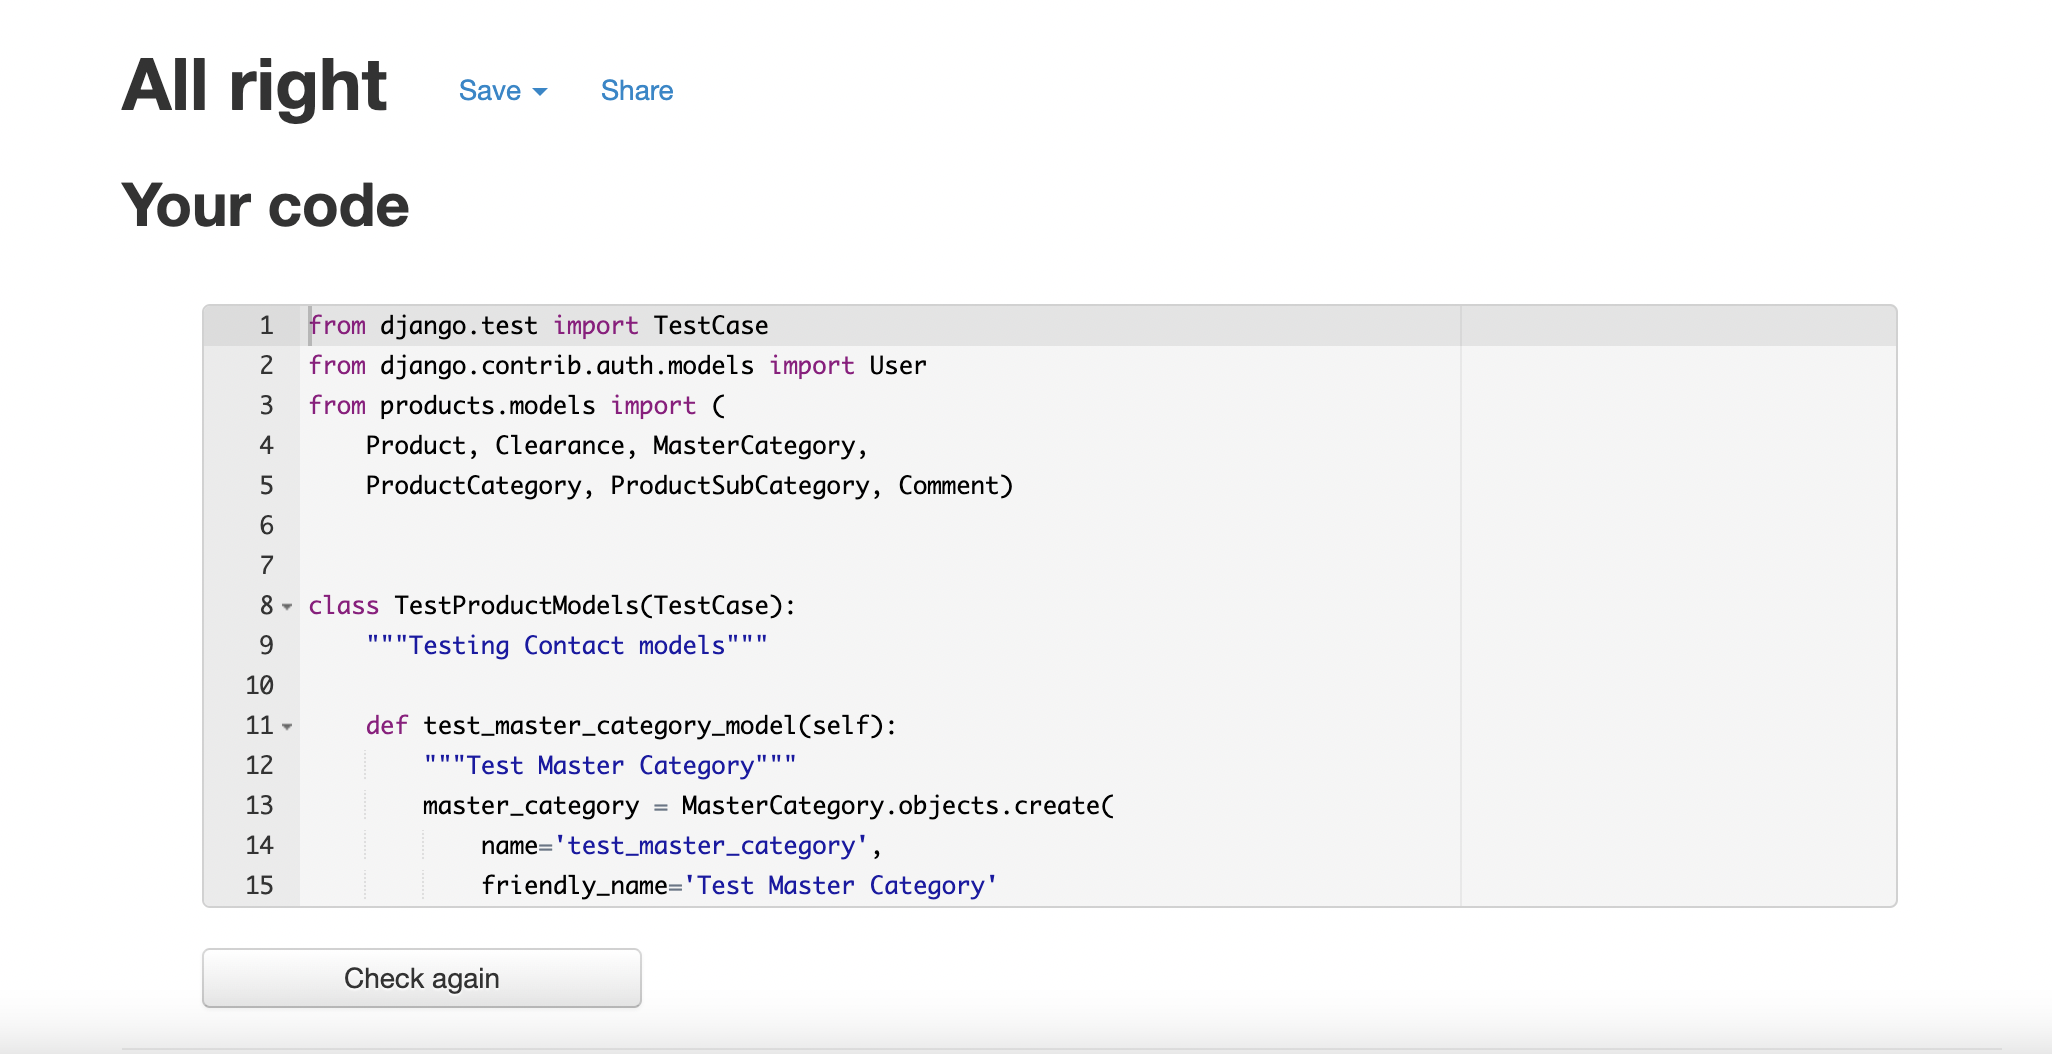 All right Save Share
Your code
1 from django.test import TestCase
2 from django.contrib.auth.models import User
3 from products.models import (
4     Product, Clearance, MasterCategory,
5     ProductCategory, ProductSubCategory, Comment)
6
7
8 class TestProductModels(TestCase):
9     """Testing Contact models"""
10
11     def test_master_category_model(self):
12         """Test Master Category"""
13         master_category = MasterCategory.objects.create(
14             name='test_master_category',
15             friendly_name='Test Master Category'
Check again